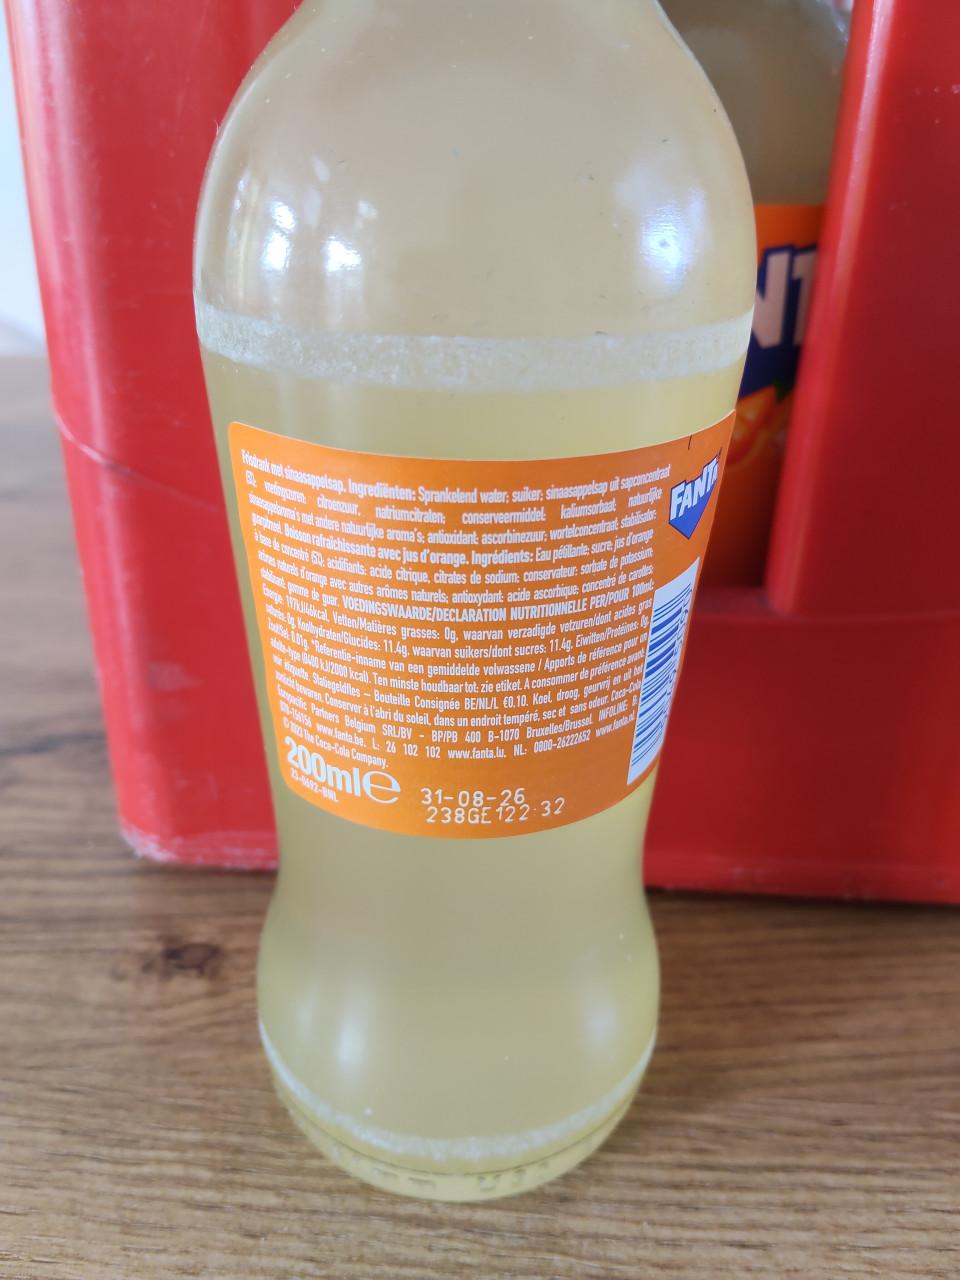 Frisdrank met sinaasappelsap. Ingrediënten: Sprankelend water; suiker; sinaasappelsap uit sapconcentraat
(5%); voedingszuren: citroenzuur, natriumcitraten; conserveermiddel: kaliumsorbaat; natuurlijke
sinaasappelaroma's met andere natuurlijke aroma's; antioxidant: ascorbinezuur; wortelconcentraat; stabilisator:
guarpitmeel. Boisson rafraîchissante avec jus d'orange. Ingrédients: Eau pétillante; sucre; jus d'orange
à base de concentré (5%); acidifiants: acide citrique, citrates de sodium; conservateur: sorbate de potassium;
arômes naturels d'orange avec autres arômes naturels; antioxydant: acide ascorbique; concentré de carottes;
stabilisant: gomme de guar. VOEDINGSWAARDE/DECLARATION NUTRITIONNELLE PER/POUR 100ml:
Energie: 197kJ/46kcal. Vetten/Matières grasses: 0g, waarvan verzadigde vetzuren/dont acides gras
saturés: 0g. Koolhydraten/Glucides: 11.4g, waarvan suikers/dont sucres: 11.4g. Eiwitten/Protéines: 0g.
Zout/Sel: 0.01g. *Referentie-inname van een gemiddelde volwassene / Apports de référence pour un
adulte-type (8400 kJ/2000 kcal). Ten minste houdbaar tot: zie etiket. A consommer de préférence avant:
voir étiquette. Statiegeldfles – Bouteille Consignée BE/NL/L €0.10. Koel, droog, geurvrij en uit het
zonlicht bewaren. Conserver à l'abri du soleil, dans un endroit tempéré, sec et sans odeur. Coca-Cola
Europacific Partners Belgium SRL/BV – BP/PB 400 B-1070 Bruxelles/Brussel. INFOLINE: B:
078-156156 www.fanta.be. L: 26 102 102 www.fanta.lu. NL: 0800-26222652 www.fanta.nl
© 2023 The Coca-Cola Company.
200ml℮
23-0692-BNL
31-08-26
238GE122:32
FANTA
NT